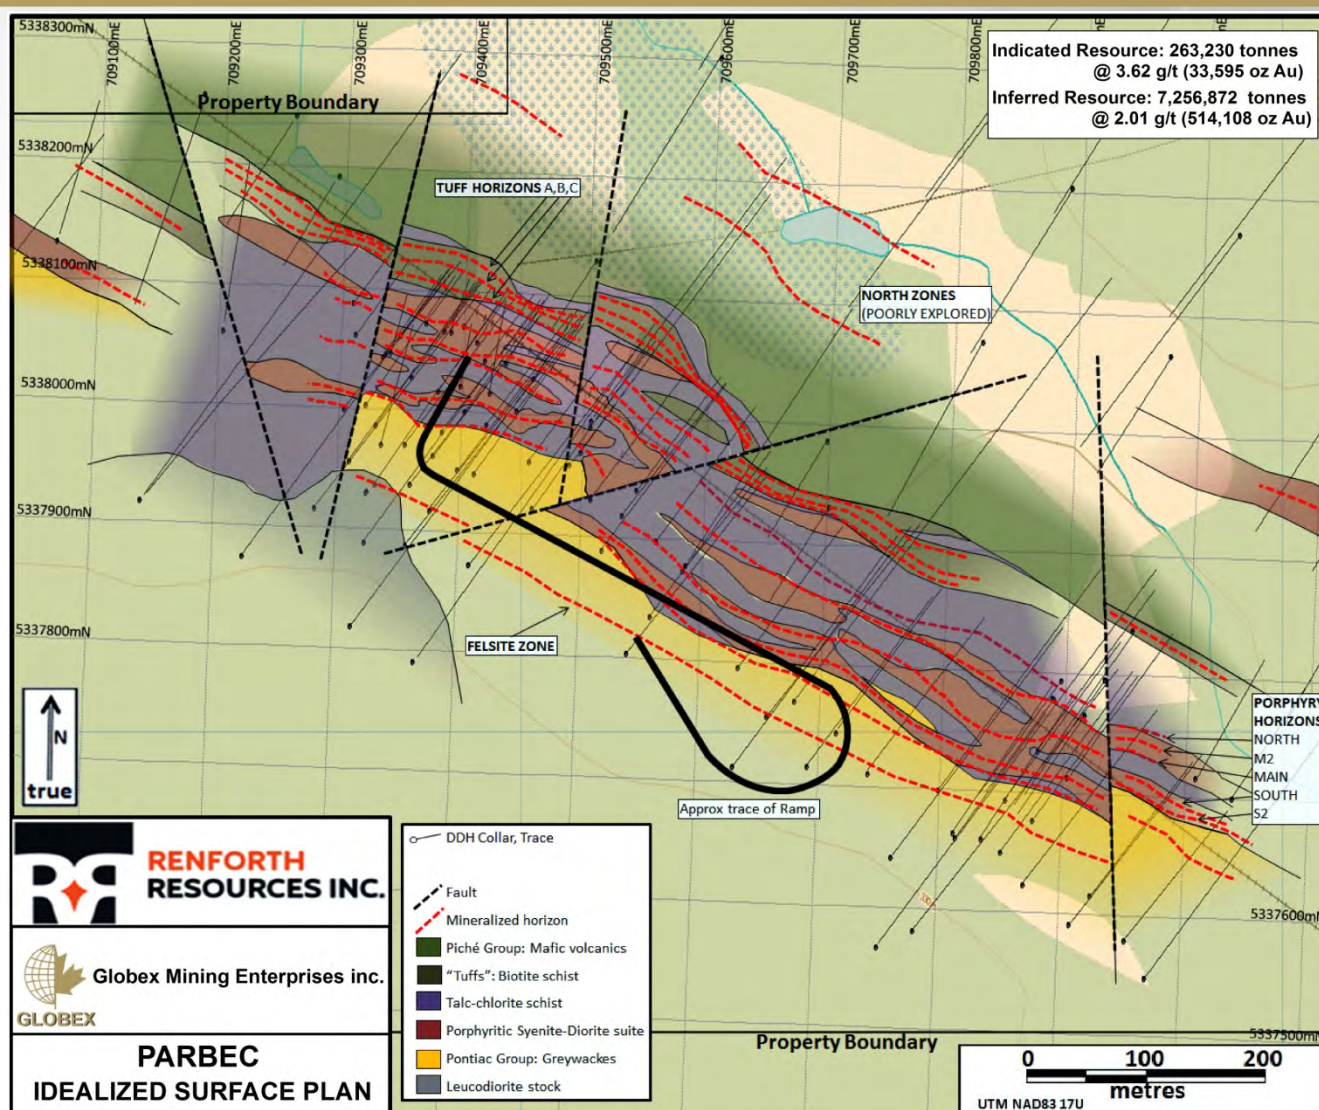 5338300mN
709100mE
709200mE
709300mE
709400mE
709500mE
709600mE
709700mE
709800mE
Indicated Resource: 263,230 tonnes
@ 3.62 g/t (33,595 oz Au)
Inferred Resource: 7,256,872 tonnes
@ 2.01 g/t (514,108 oz Au)
Property Boundary
5338200mN
TUFF HORIZONS A,B,C
5338100mN
NORTH ZONES
(POORLY EXPLORED)
5338000mN
5337900mN
5337800mN
FELSITE ZONE
N
true
PORPHYRY
HORIZONS
NORTH
M2
MAIN
SOUTH
S2
Approx trace of Ramp
RENFORTH
RESOURCES INC.
GLOBEX
Globex Mining Enterprises inc.
PARBEC
IDEALIZED SURFACE PLAN
DDH Collar, Trace
Fault
Mineralized horizon
Piché Group: Mafic volcanics
"Tuffs": Biotite schist
Talc-chlorite schist
Porphyritic Syenite-Diorite suite
Pontiac Group: Greywackes
Leucodiorite stock
5337600mN
5337500mN
Property Boundary
0 100 200
metres
UTM NAD83 17U